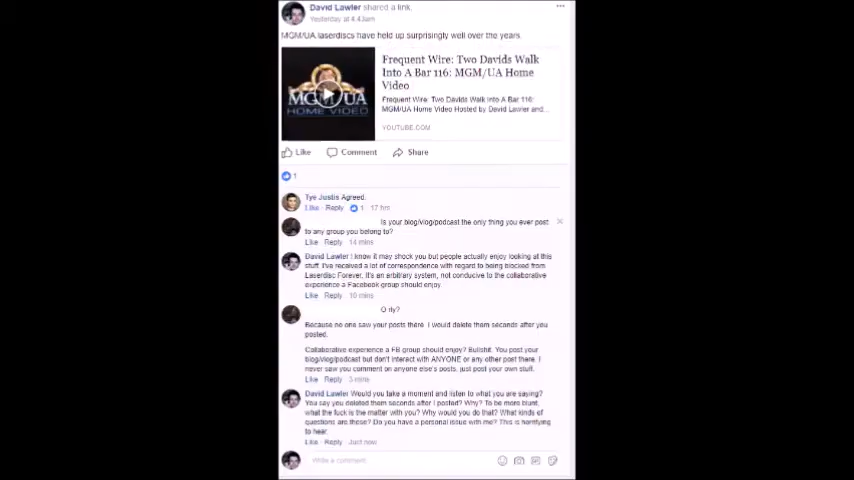 David Lawler shared a link.
Yesterday at 4:43am
MGM/UA laserdiscs have held up surprisingly well over the years.
MGM/UA
HOME VIDEO
Frequent Wire: Two Davids Walk
Into A Bar 116: MGM/UA Home
Video
Frequent Wire: Two Davids Walk Into A Bar 116:
MGM/UA Home Video Hosted by David Lawler and...
YOUTUBE.COM
Like Comment Share
1
Tye Justis Agreed.
Like Reply 1 17 hrs
Is your blog/vlog/podcast the only thing you ever post
to any group you belong to?
Like Reply 14 mins
David Lawler I know it may shock you but people actually enjoy looking at this
stuff. I've received a lot of correspondence with regard to being blocked from
Laserdisc Forever. It's an arbitrary system, not conducive to the collaborative
experience a Facebook group should enjoy.
Like Reply 10 mins
O rly?
Because no one saw your posts there. I would delete them seconds after you
posted.
Collaborative experience a FB group should enjoy? Bullshit. You post your
blog/vlog/podcast but don't interact with ANYONE or any other post there. I
never saw you comment on anyone else's posts, just post your own stuff.
Like Reply 3 mins
David Lawler Would you take a moment and listen to what you are saying?
You say you deleted them seconds after I posted? Why? To be more blunt,
what the fuck is the matter with you? Why would you do that? What kinds of
questions are those? Do you have a personal issue with me? This is horrifying
to hear.
Like Reply Just now
Write a comment...